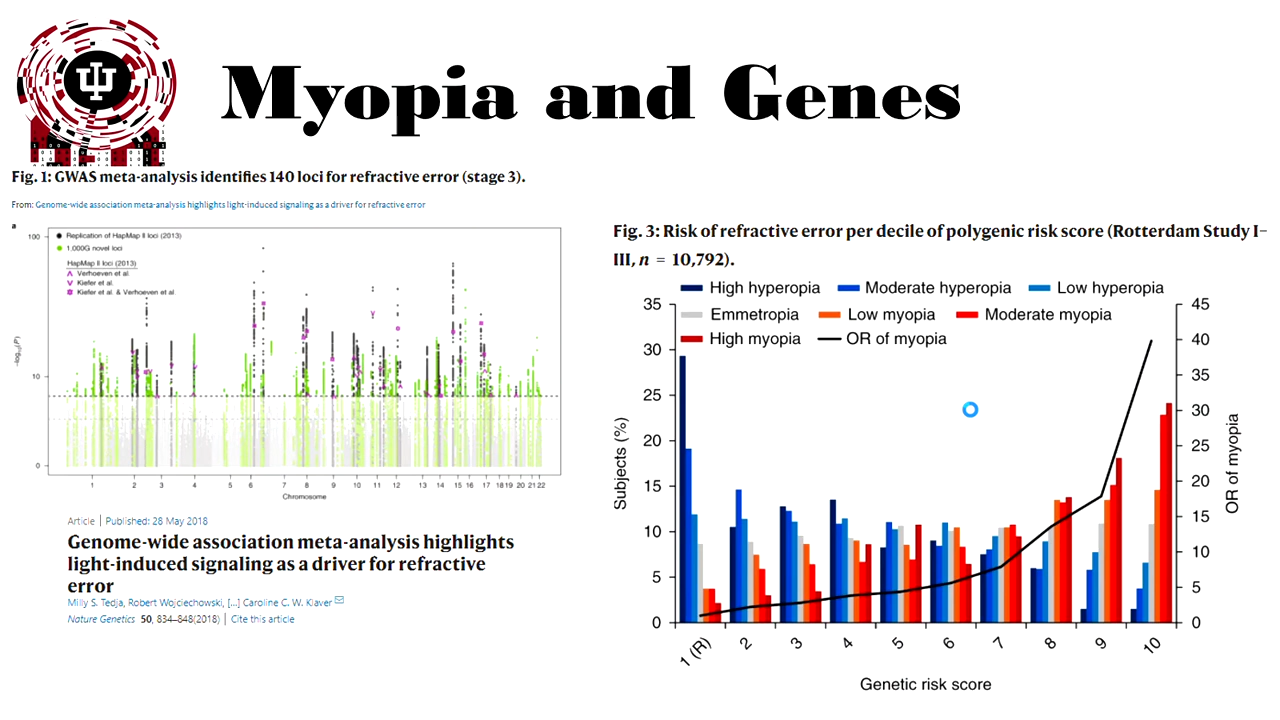 Myopia and Genes
Fig. 1: GWAS meta-analysis identifies 140 loci for refractive error (stage 3).
From: Genome-wide association meta-analysis highlights light-induced signaling as a driver for refractive error
a
Replication of HapMap II loci (2013)
1,000G novel loci
HapMap II loci (2013)
Verhoeven et al.
Kiefer et al.
Kiefer et al. & Verhoeven et al.
100
10
0
–log10(P)
1 2 3 4 5 6 7 8 9 10 11 12 13 14 15 16 17 18 19 20 21 22
Chromosome
Article | Published: 28 May 2018
Genome-wide association meta-analysis highlights
light-induced signaling as a driver for refractive
error
Milly S. Tedja, Robert Wojciechowski, [...] Caroline C. W. Klaver
Nature Genetics 50, 834–848(2018) | Cite this article
Fig. 3: Risk of refractive error per decile of polygenic risk score (Rotterdam Study I–
III, n = 10,792).
High hyperopia Moderate hyperopia Low hyperopia
Emmetropia Low myopia Moderate myopia
High myopia OR of myopia
35
30
25
20
15
10
5
0
Subjects (%)
45
40
35
30
25
20
15
10
5
0
OR of myopia
1 (R) 2 3 4 5 6 7 8 9 10
Genetic risk score